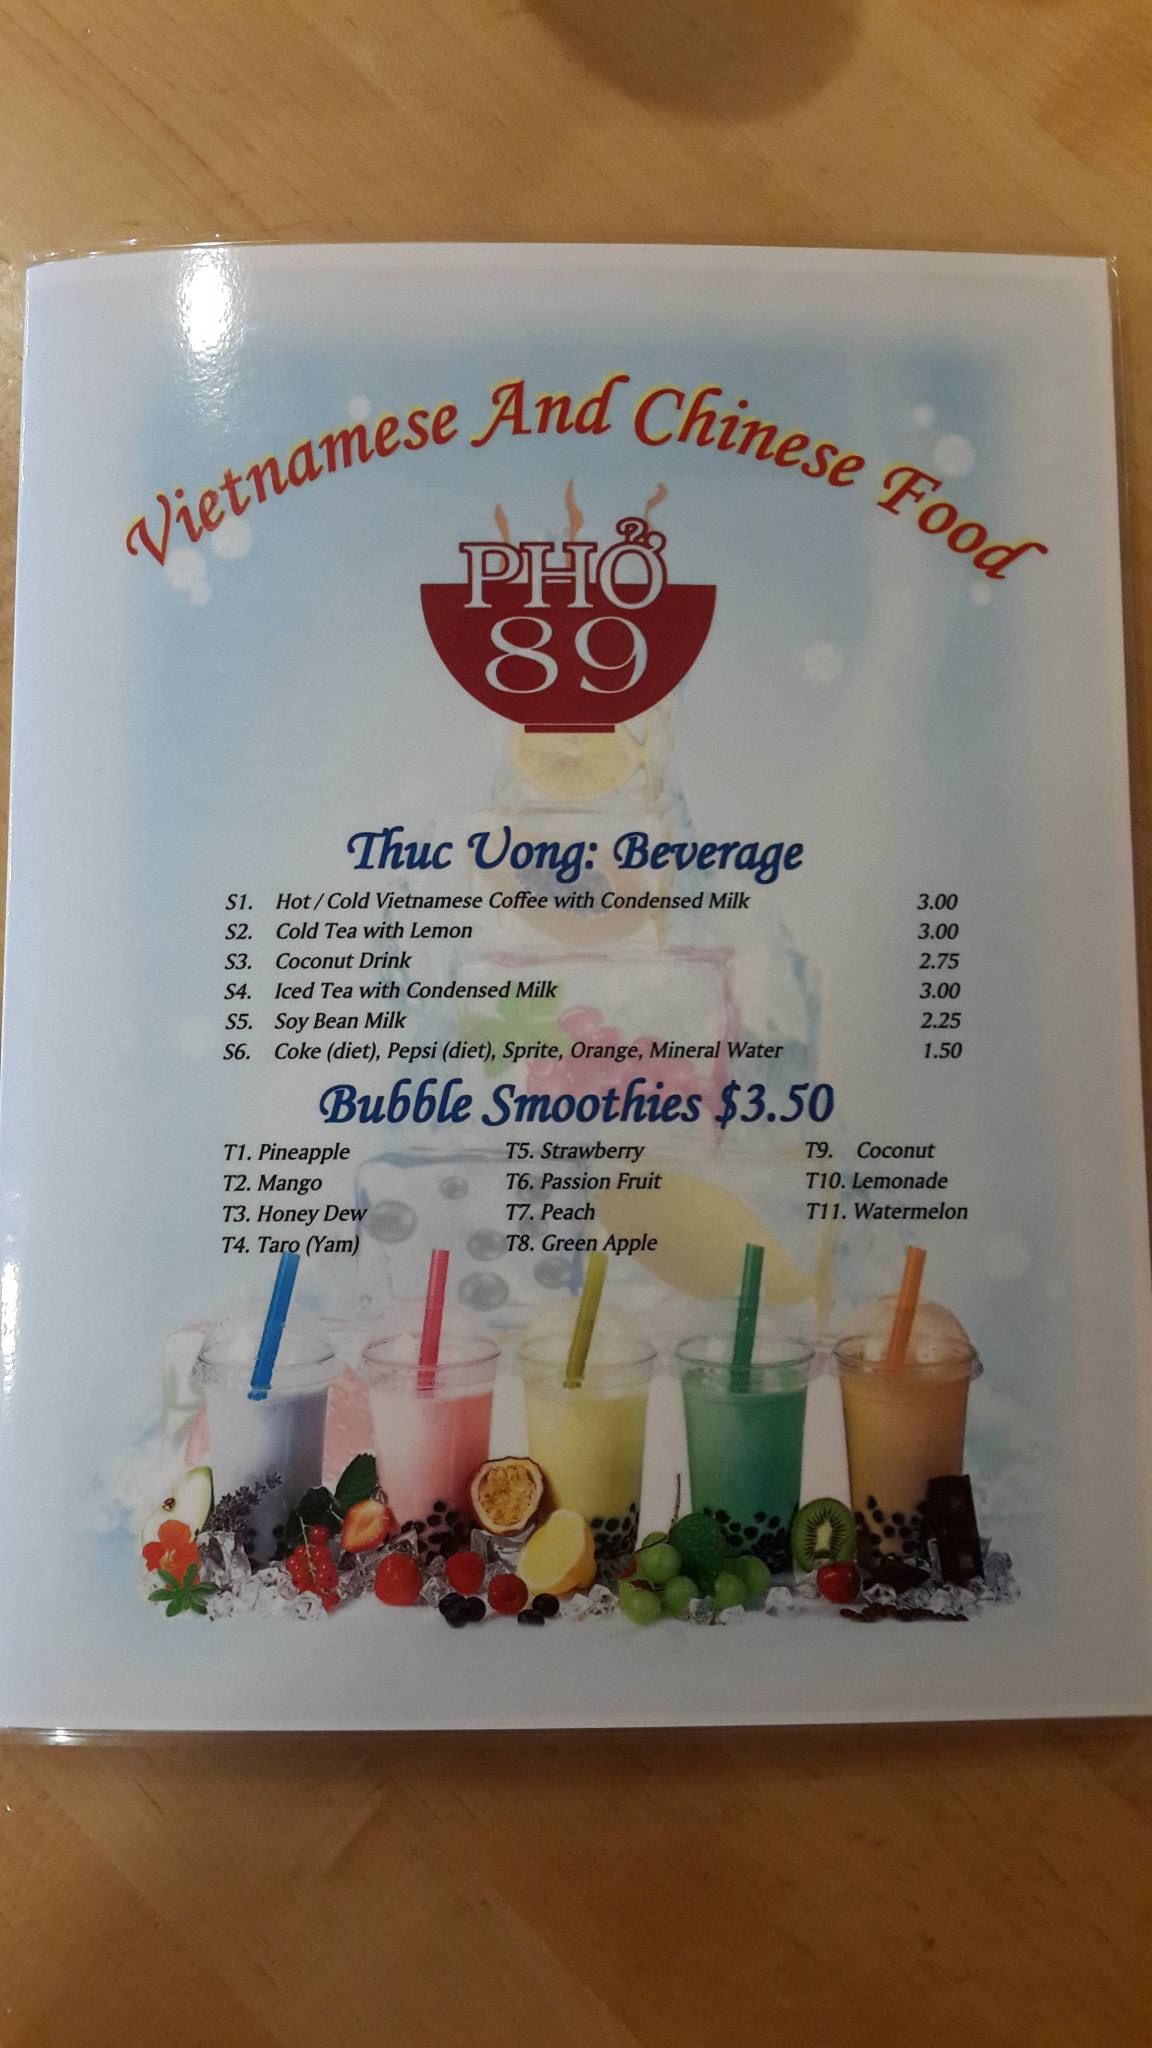 Vietnamese And Chinese Food
PHỞ
89
Thuc Uong: Beverage
S1. Hot / Cold Vietnamese Coffee with Condensed Milk 3.00
S2. Cold Tea with Lemon 3.00
S3. Coconut Drink 2.75
S4. Iced Tea with Condensed Milk 3.00
S5. Soy Bean Milk 2.25
S6. Coke (diet), Pepsi (diet), Sprite, Orange, Mineral Water 1.50
Bubble Smoothies $3.50
T1. Pineapple T5. Strawberry T9. Coconut
T2. Mango T6. Passion Fruit T10. Lemonade
T3. Honey Dew T7. Peach T11. Watermelon
T4. Taro (Yam) T8. Green Apple